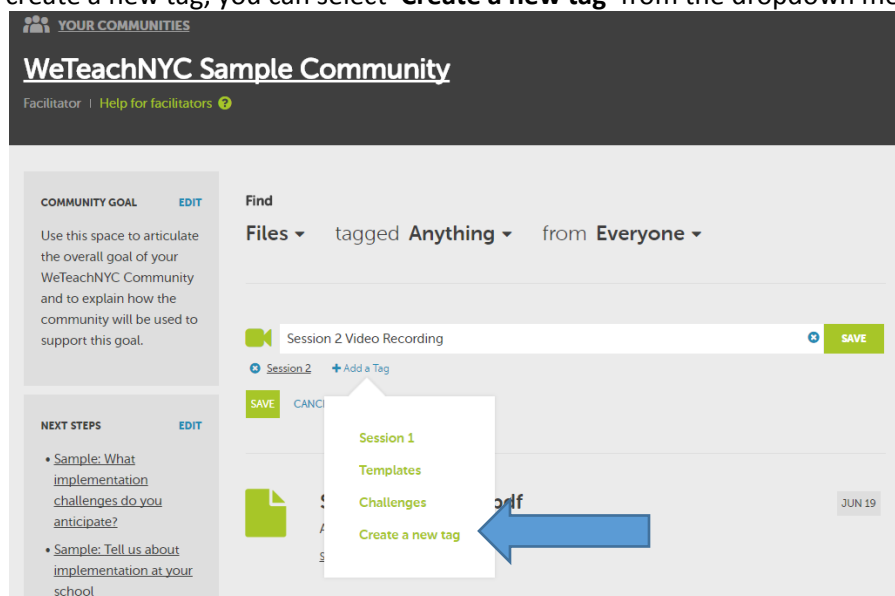 create a new tag, you can select "Create a new tag" from the dropdown
YOUR COMMUNITIES
WeTeachNYC Sample Community
Facilitator | Help for facilitators ?
COMMUNITY GOAL EDIT
Use this space to articulate
the overall goal of your
WeTeachNYC Community
and to explain how the
community will be used to
support this goal.
NEXT STEPS EDIT
• Sample: What
implementation
challenges do you
anticipate?
• Sample: Tell us about
implementation at your
school
Find
Files tagged Anything from Everyone
Session 2 Video Recording SAVE
Session 2 + Add a Tag
SAVE
Session 1
Templates
Challenges
Create a new tag
JUN 19